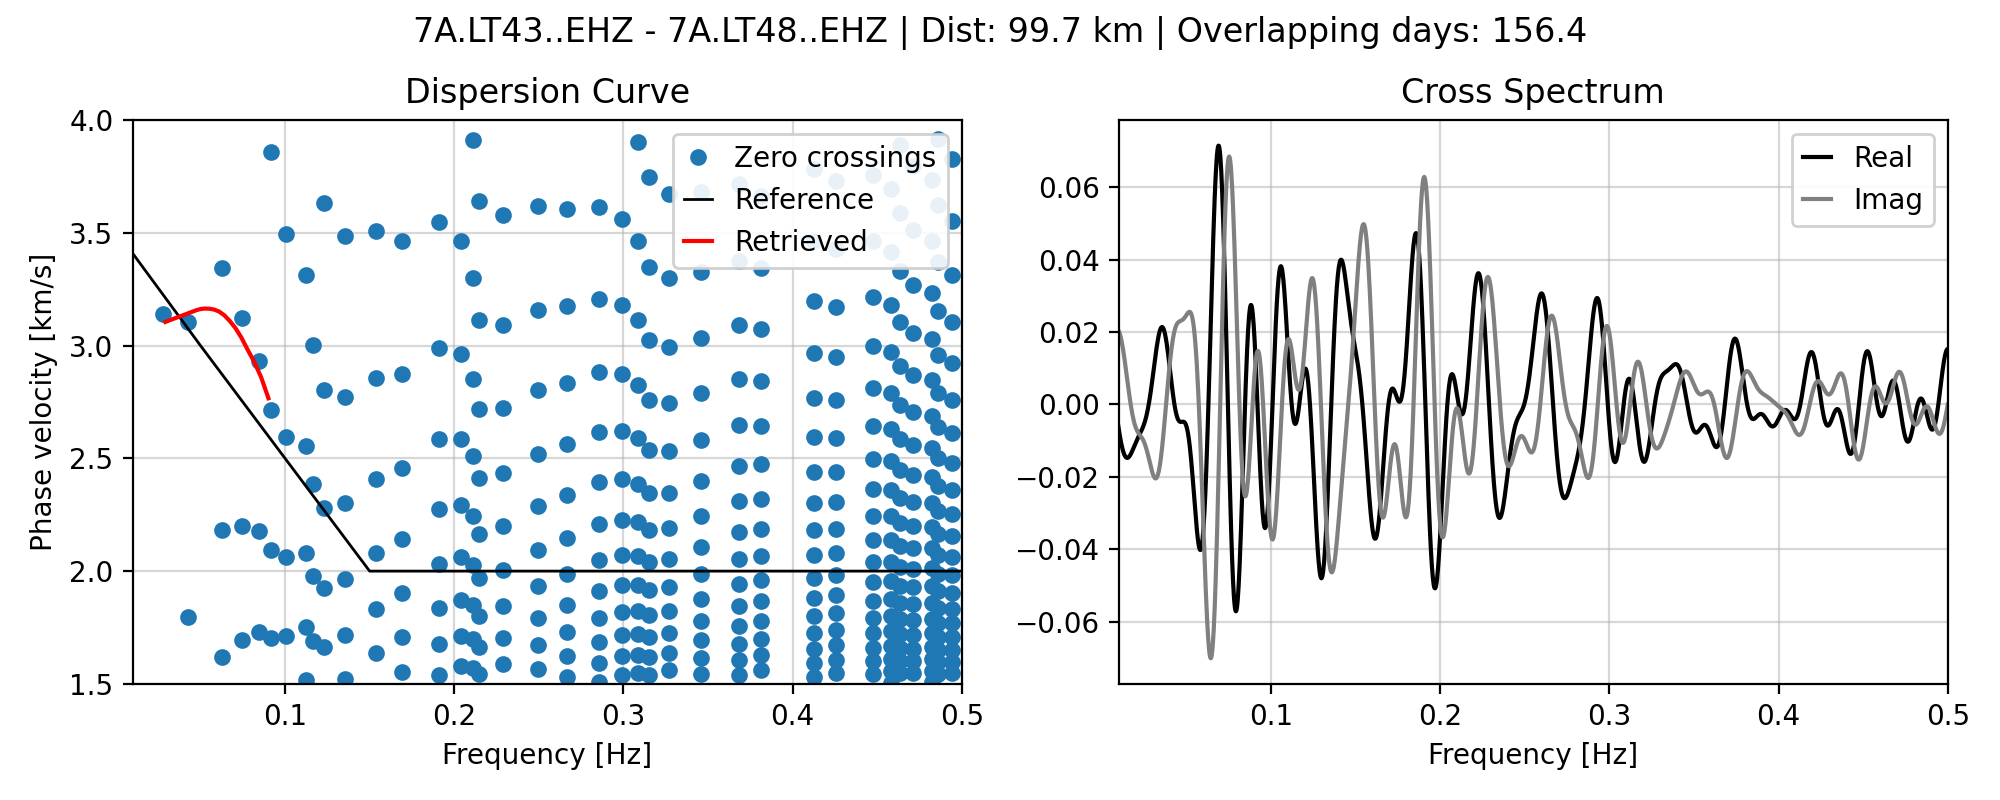 7A.LT43..EHZ - 7A.LT48..EHZ | Dist: 99.7 km | Overlapping days: 156.4
Dispersion Curve
Phase velocity [km/s]
4.0
3.5
3.0
2.5
2.0
1.5
0.1 0.2 0.3 0.4 0.5
Frequency [Hz]
Zero crossings
Reference
Retrieved
Cross Spectrum
0.06
0.04
0.02
0.00
−0.02
−0.04
−0.06
0.1 0.2 0.3 0.4 0.5
Frequency [Hz]
Real
Imag